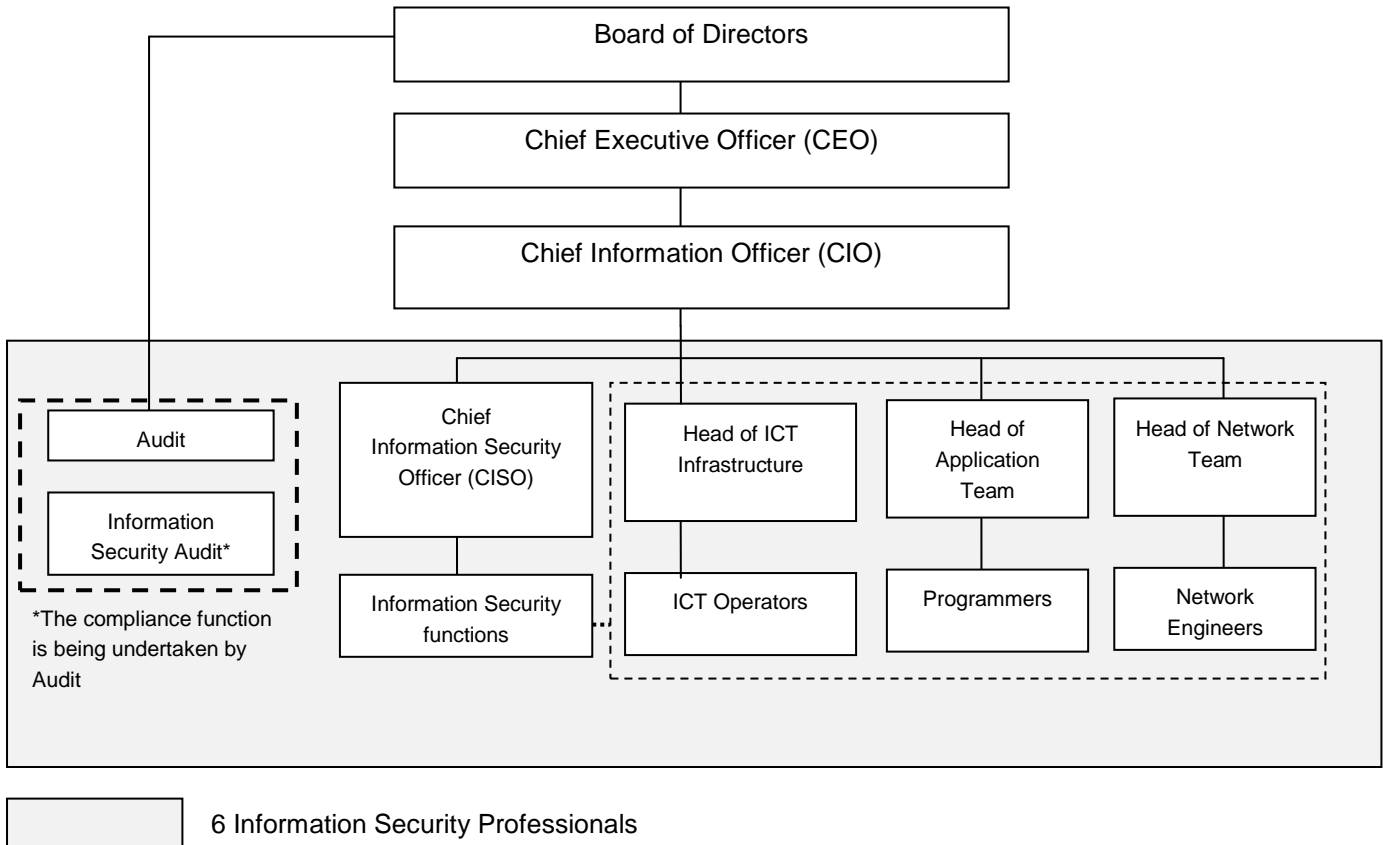 Board of Directors
Chief Executive Officer (CEO)
Chief Information Officer (CIO)
Audit
Information
Security Audit*
*The compliance function
is being undertaken by
Audit
Chief
Information Security
Officer (CISO)
Information Security
functions
Head of ICT
Infrastructure
ICT Operators
Head of
Application
Team
Programmers
Head of Network
Team
Network
Engineers
6 Information Security Professionals